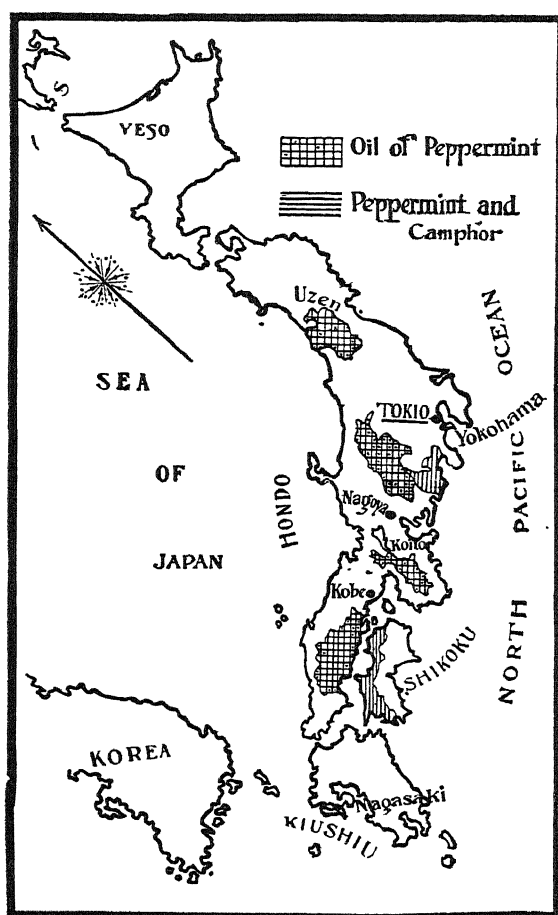 S
YESO
Oil of Peppermint
Peppermint and
Camphor
Uzen
SEA
OF
JAPAN
HONDO
TOKIO
Yokohama
Nagoya
Kobe
SHIKOKU
NORTH PACIFIC OCEAN
KOREA
Nagasaki
KIUSHIU